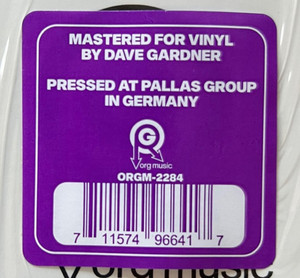 MASTERED FOR VINYL
BY DAVE GARDNER
PRESSED AT PALLAS GROUP
IN GERMANY
org music
ORGM-2284
7 11574 96641 7
org music